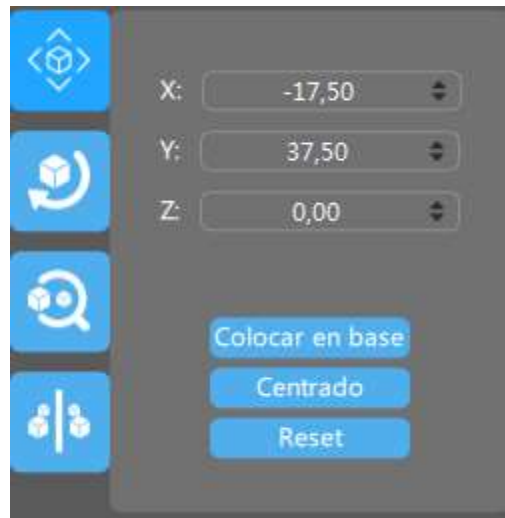 X: -17,50
Y: 37,50
Z: 0,00
Colocar en base
Centrado
Reset